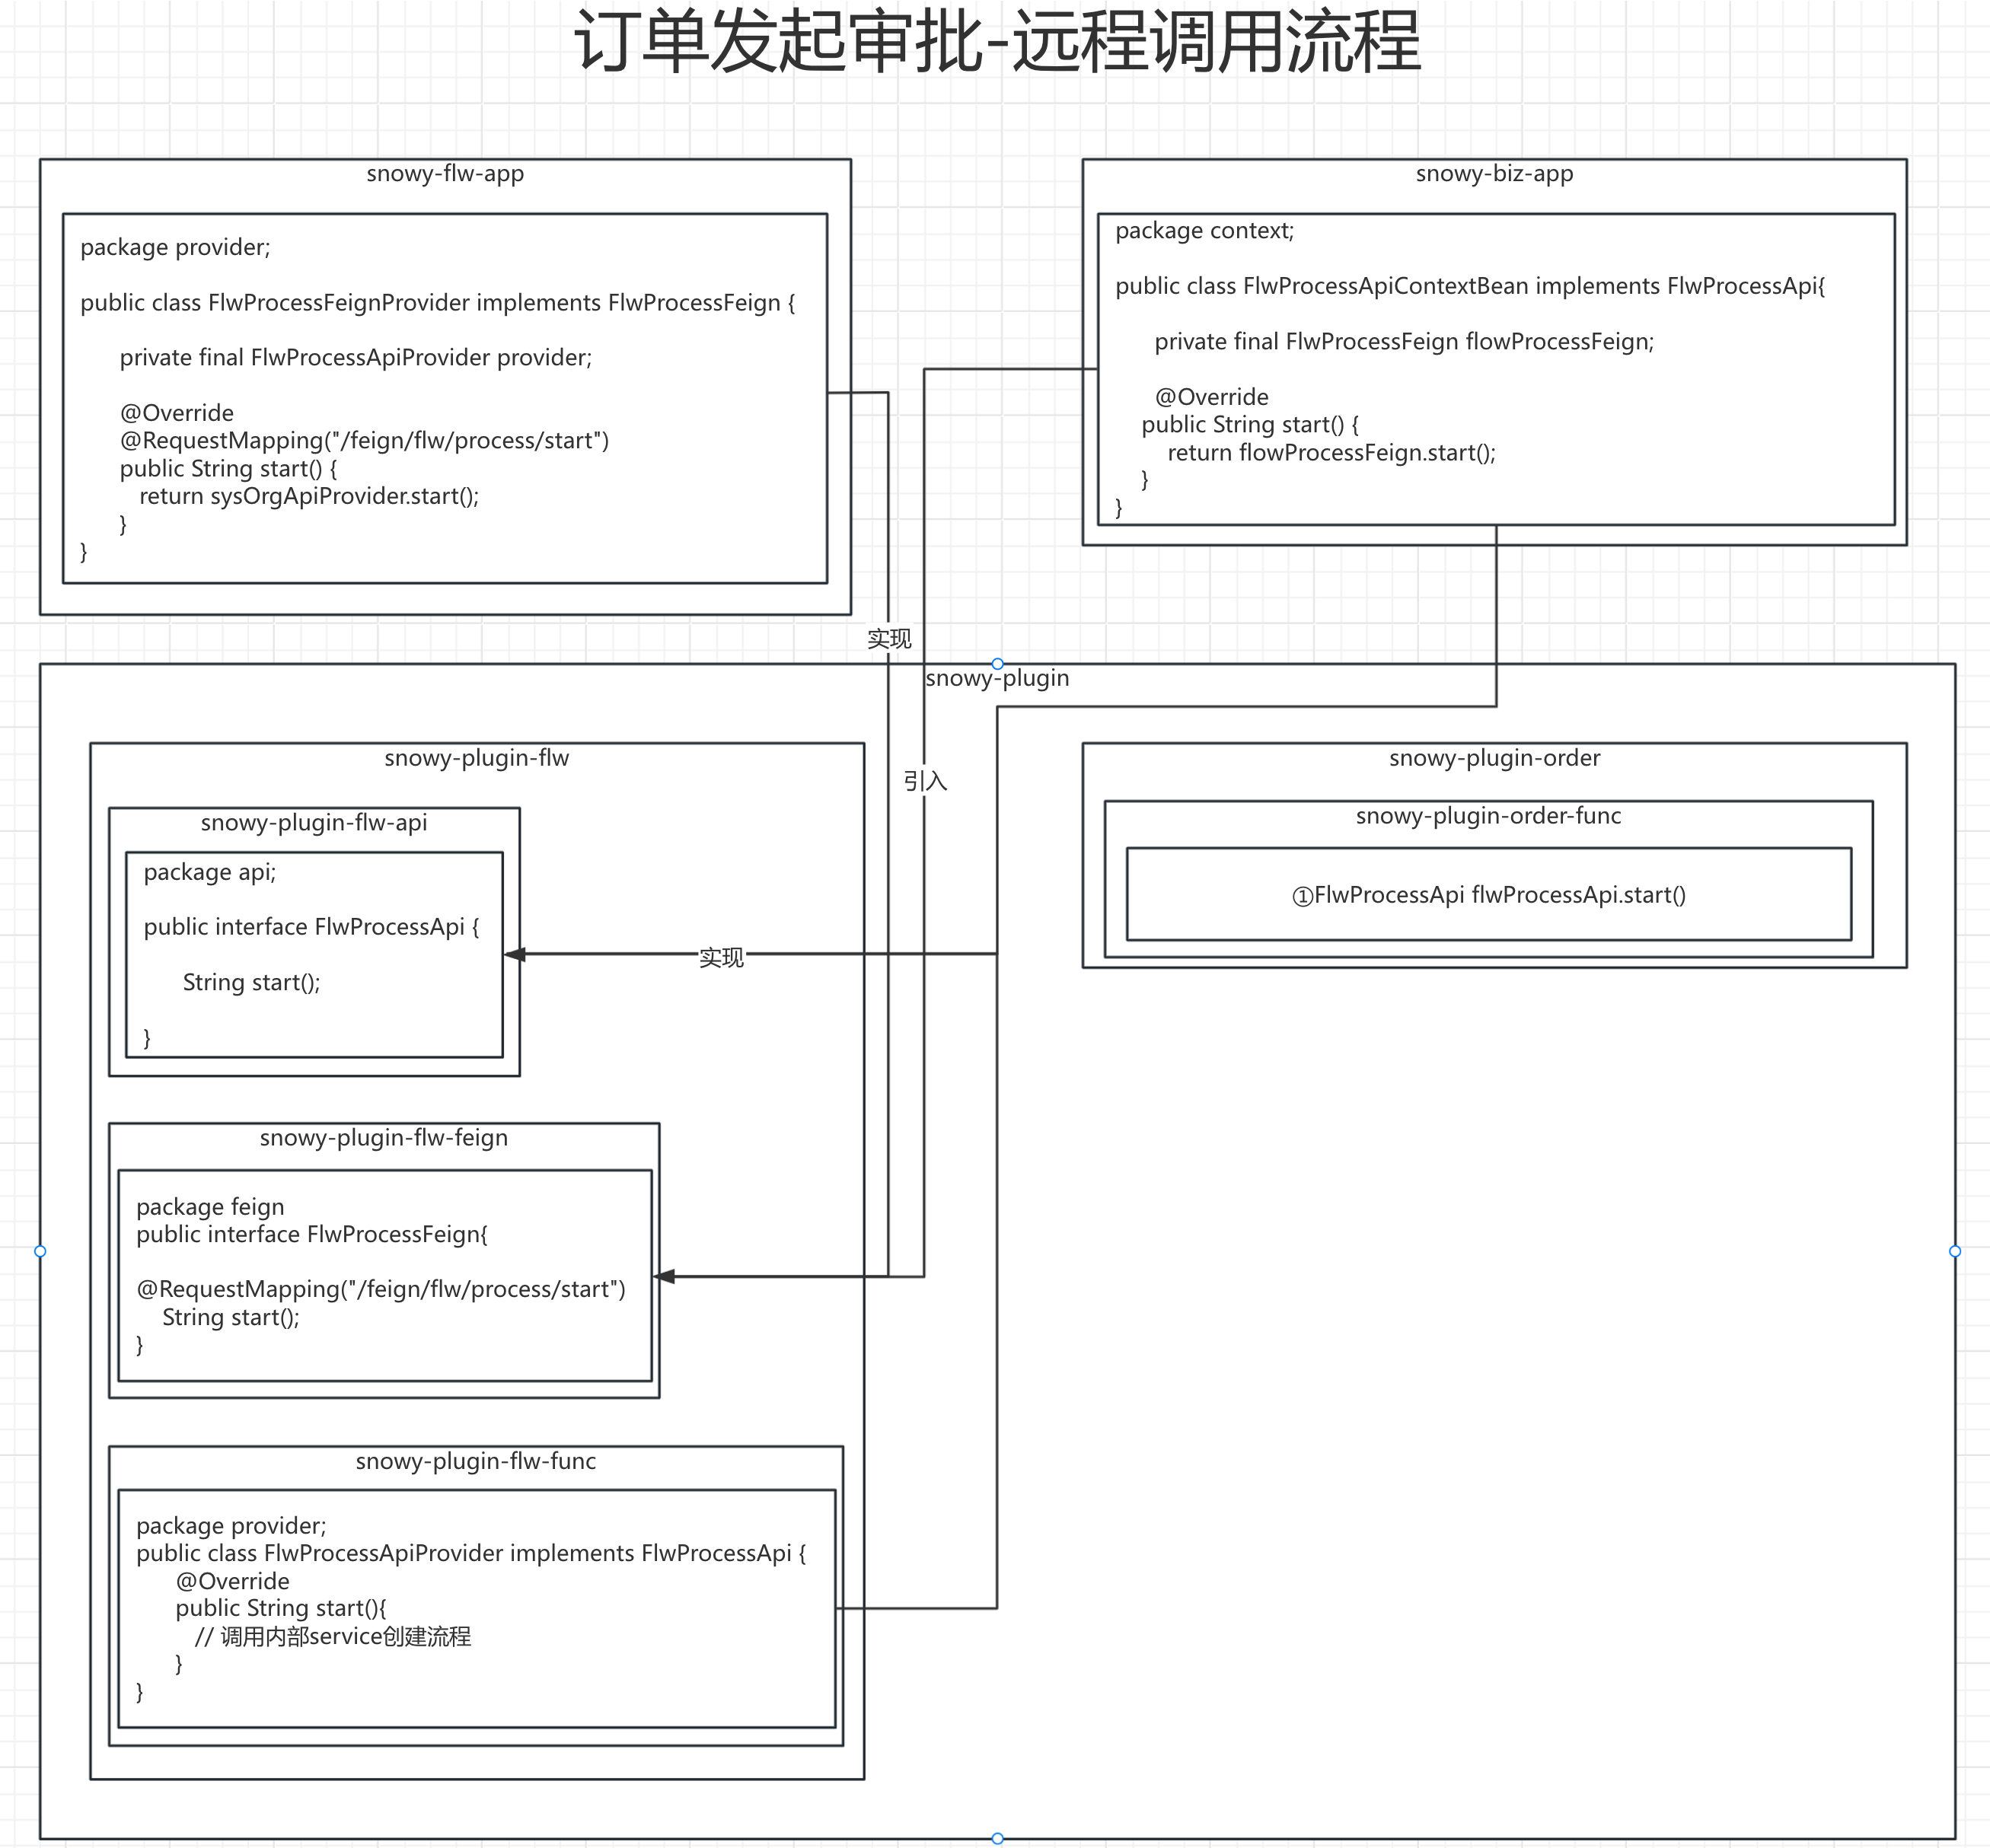 订单发起审批-远程调用流程
snowy-flw-app
package provider;
public class FlwProcessFeignProvider implements FlwProcessFeign {
private final FlwProcessApiProvider provider;
@Override
@RequestMapping("/feign/flw/process/start")
public String start() {
return sysOrgApiProvider.start();
}
}
snowy-biz-app
package context;
public class FlwProcessApiContextBean implements FlwProcessApi{
private final FlwProcessFeign flowProcessFeign;
@Override
public String start() {
return flowProcessFeign.start();
}
}
实现
snowy-plugin
引入
snowy-plugin-flw
snowy-plugin-flw-api
package api;
public interface FlwProcessApi {
String start();
}
实现
snowy-plugin-order
snowy-plugin-order-func
①FlwProcessApi flwProcessApi.start()
snowy-plugin-flw-feign
package feign
public interface FlwProcessFeign{
@RequestMapping("/feign/flw/process/start")
String start();
}
snowy-plugin-flw-func
package provider;
public class FlwProcessApiProvider implements FlwProcessApi {
@Override
public String start(){
// 调用内部service创建流程
}
}